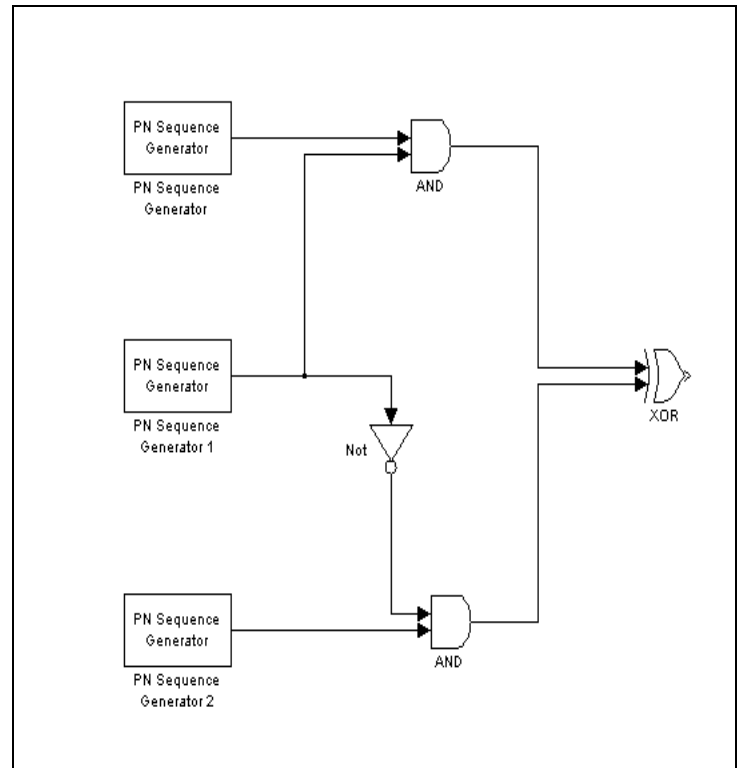 PN Sequence
Generator
PN Sequence
Generator
AND
PN Sequence
Generator
PN Sequence
Generator 1
Not
XOR
PN Sequence
Generator
PN Sequence
Generator 2
AND